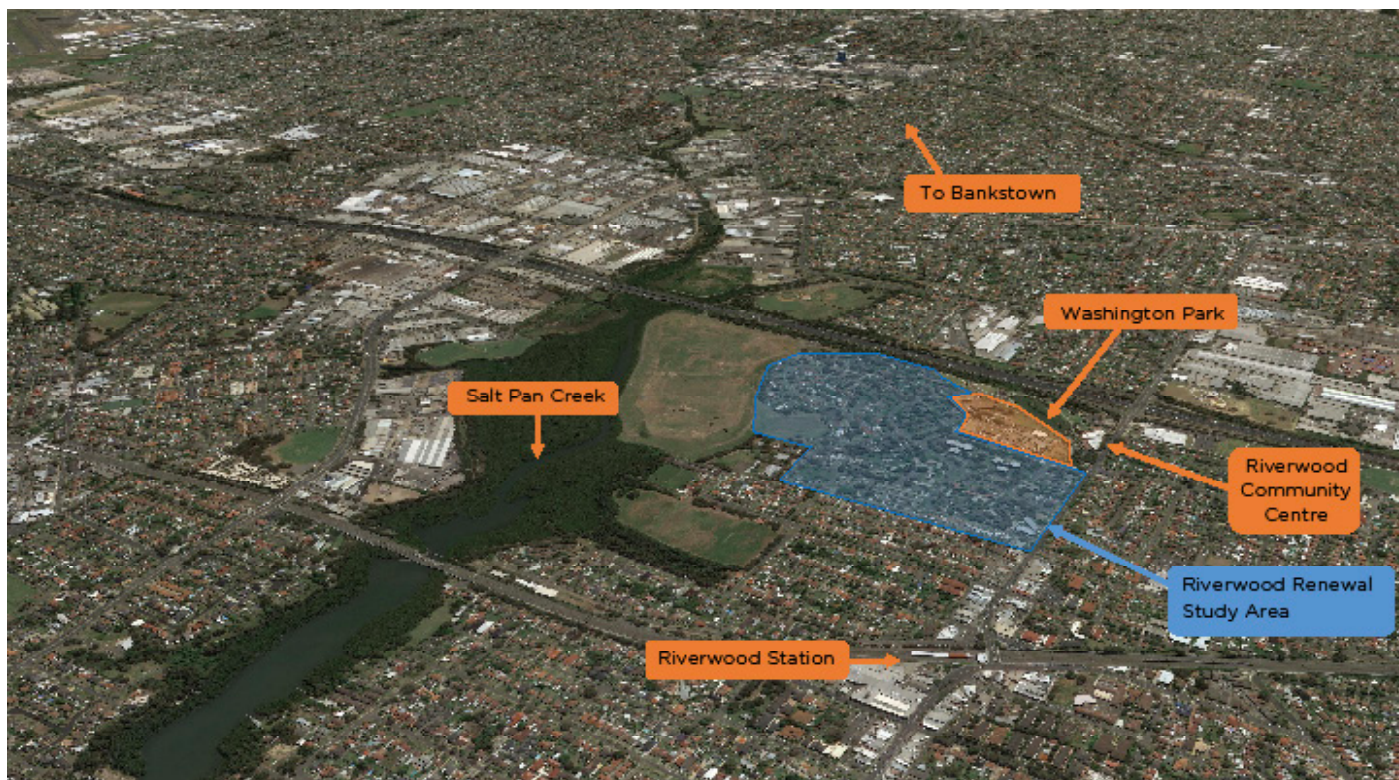 To Bankstown
Washington Park
Salt Pan Creek
Riverwood
Community
Centre
Riverwood Renewal
Study Area
Riverwood Station